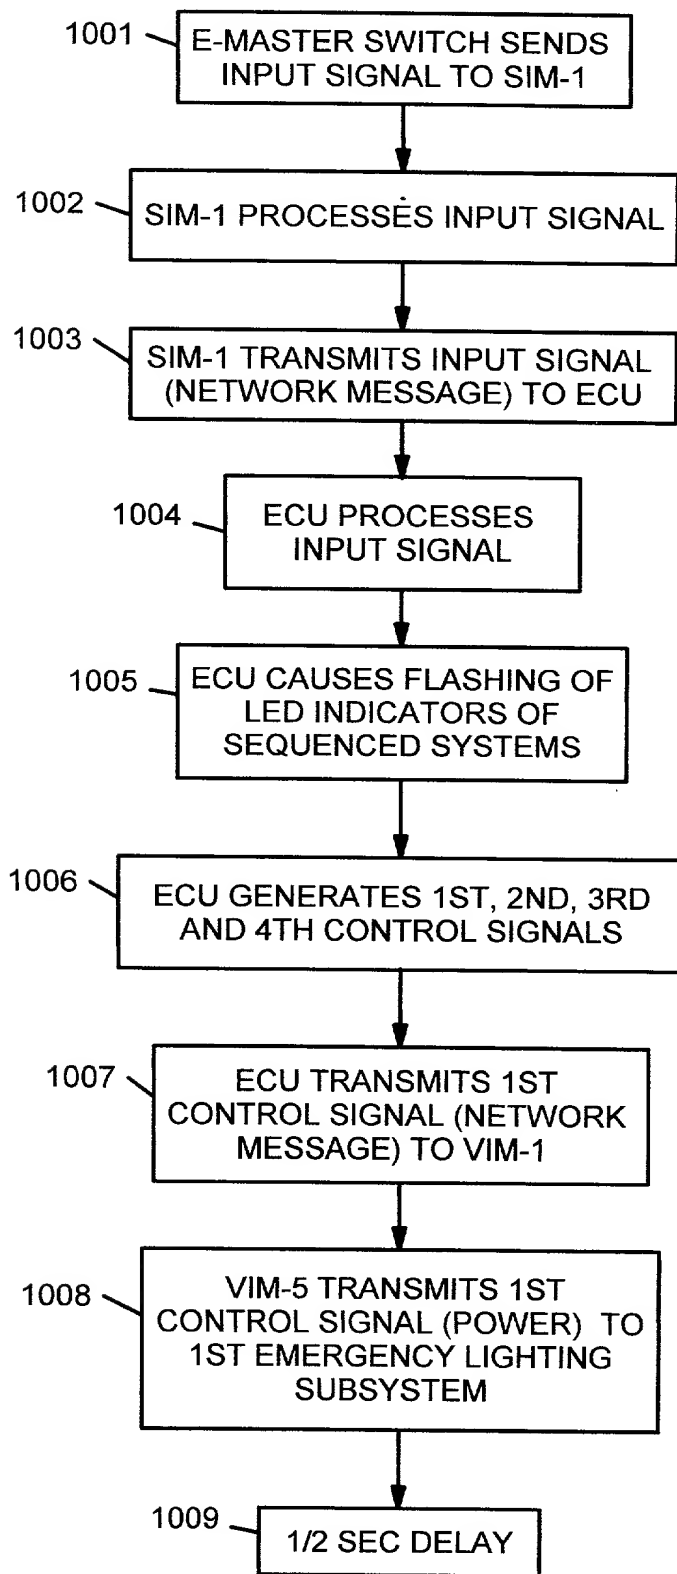 1001
E-MASTER SWITCH SENDS
INPUT SIGNAL TO SIM-1
1002
SIM-1 PROCESSES INPUT SIGNAL
1003
SIM-1 TRANSMITS INPUT SIGNAL
(NETWORK MESSAGE) TO ECU
1004
ECU PROCESSES
INPUT SIGNAL
1005
ECU CAUSES FLASHING OF
LED INDICATORS OF
SEQUENCED SYSTEMS
1006
ECU GENERATES 1ST, 2ND, 3RD
AND 4TH CONTROL SIGNALS
1007
ECU TRANSMITS 1ST
CONTROL SIGNAL (NETWORK
MESSAGE) TO VIM-1
1008
VIM-5 TRANSMITS 1ST
CONTROL SIGNAL (POWER) TO
1ST EMERGENCY LIGHTING
SUBSYSTEM
1009
1/2 SEC DELAY